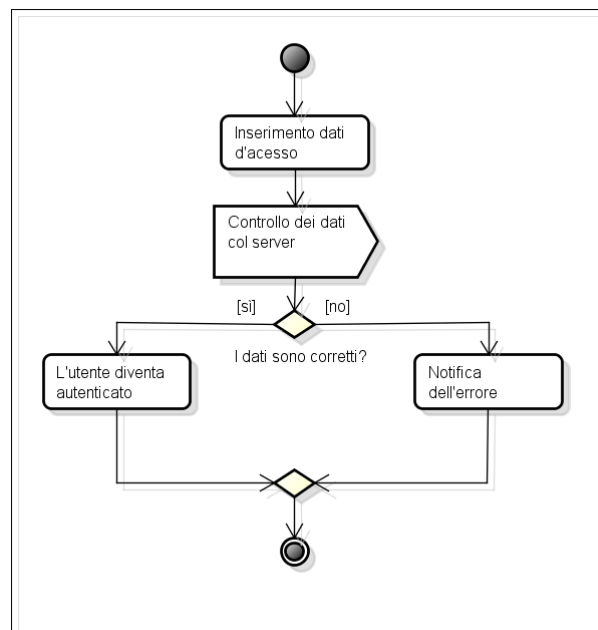 Inserimento dati
d'acesso
Controllo dei dati
col server
[si]
[no]
I dati sono corretti?
L'utente diventa
autenticato
Notifica
dell'errore